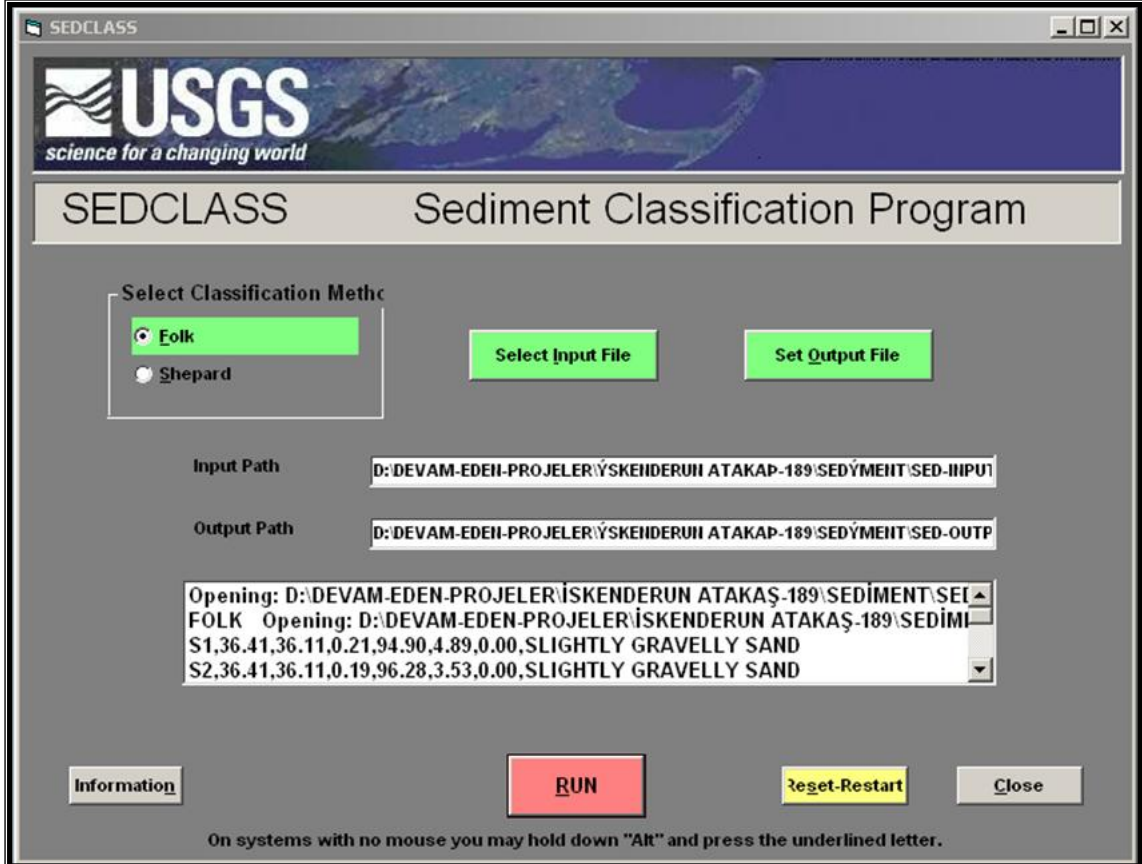 SEDCLASS
USGS
science for a changing world
SEDCLASS Sediment Classification Program
Select Classification Metho
Folk
Shepard
Select Input File
Set Output File
Input Path D:\DEVAM-EDEN-PROJELER\ÝSKENDERUN ATAKAÞ-189\SEDÝMENT\SED-INPUT
Output Path D:\DEVAM-EDEN-PROJELER\ÝSKENDERUN ATAKAÞ-189\SEDÝMENT\SED-OUTP
Opening: D:\DEVAM-EDEN-PROJELER\İSKENDERUN ATAKAŞ-189\SEDİMENT\SED
FOLK Opening: D:\DEVAM-EDEN-PROJELER\İSKENDERUN ATAKAŞ-189\SEDİMI
S1,36.41,36.11,0.21,94.90,4.89,0.00,SLIGHTLY GRAVELLY SAND
S2,36.41,36.11,0.19,96.28,3.53,0.00,SLIGHTLY GRAVELLY SAND
Information
RUN
Reset-Restart
Close
On systems with no mouse you may hold down "Alt" and press the underlined letter.